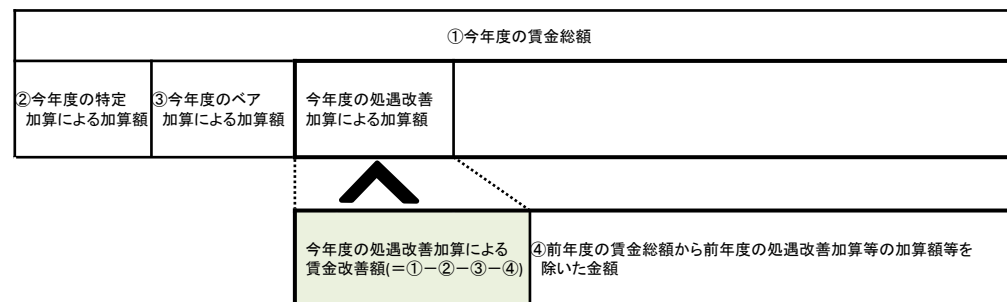 ①今年度の賃金総額
②今年度の特定
加算による加算額
③今年度のベア
加算による加算額
今年度の処遇改善
加算による加算額
今年度の処遇改善加算による
賃金改善額(=①-②-③-④)
④前年度の賃金総額から前年度の処遇改善加算等の加算額等を
除いた金額